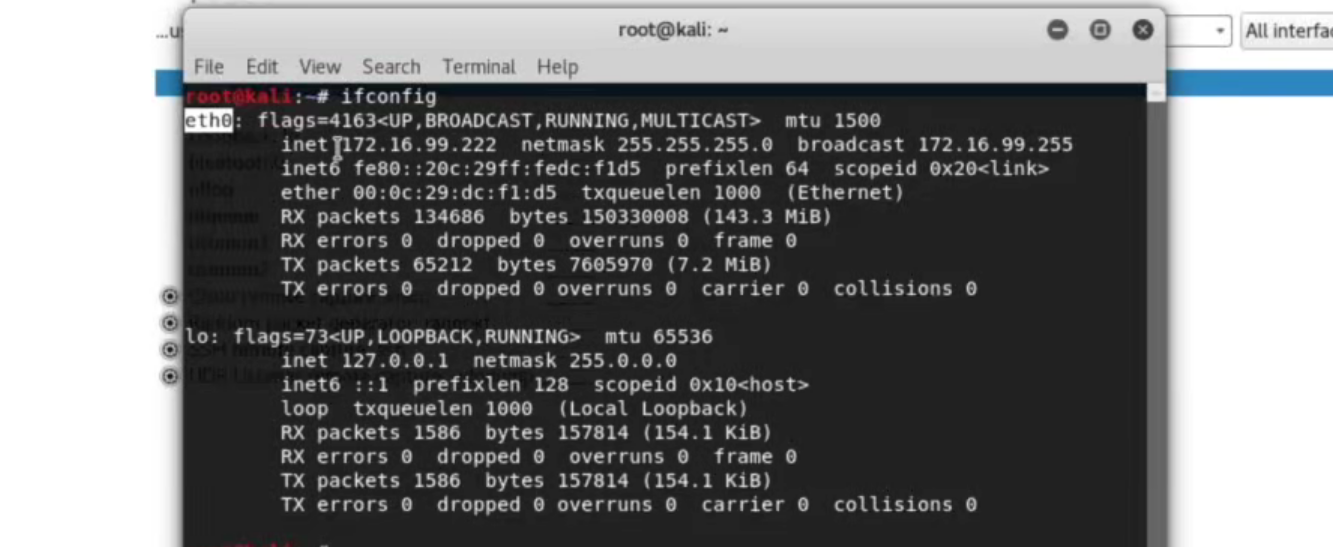 root@kali: ~
All interfa
File Edit View Search Terminal Help
root@kali:~# ifconfig
eth0: flags=4163<UP,BROADCAST,RUNNING,MULTICAST>  mtu 1500
inet 172.16.99.222  netmask 255.255.255.0  broadcast 172.16.99.255
inet6 fe80::20c:29ff:fedc:f1d5  prefixlen 64  scopeid 0x20<link>
ether 00:0c:29:dc:f1:d5  txqueuelen 1000  (Ethernet)
RX packets 134686  bytes 150330008 (143.3 MiB)
RX errors 0  dropped 0  overruns 0  frame 0
TX packets 65212  bytes 7605970 (7.2 MiB)
TX errors 0  dropped 0 overruns 0  carrier 0  collisions 0
lo: flags=73<UP,LOOPBACK,RUNNING>  mtu 65536
inet 127.0.0.1  netmask 255.0.0.0
inet6 ::1  prefixlen 128  scopeid 0x10<host>
loop  txqueuelen 1000  (Local Loopback)
RX packets 1586  bytes 157814 (154.1 KiB)
RX errors 0  dropped 0  overruns 0  frame 0
TX packets 1586  bytes 157814 (154.1 KiB)
TX errors 0  dropped 0 overruns 0  carrier 0  collisions 0